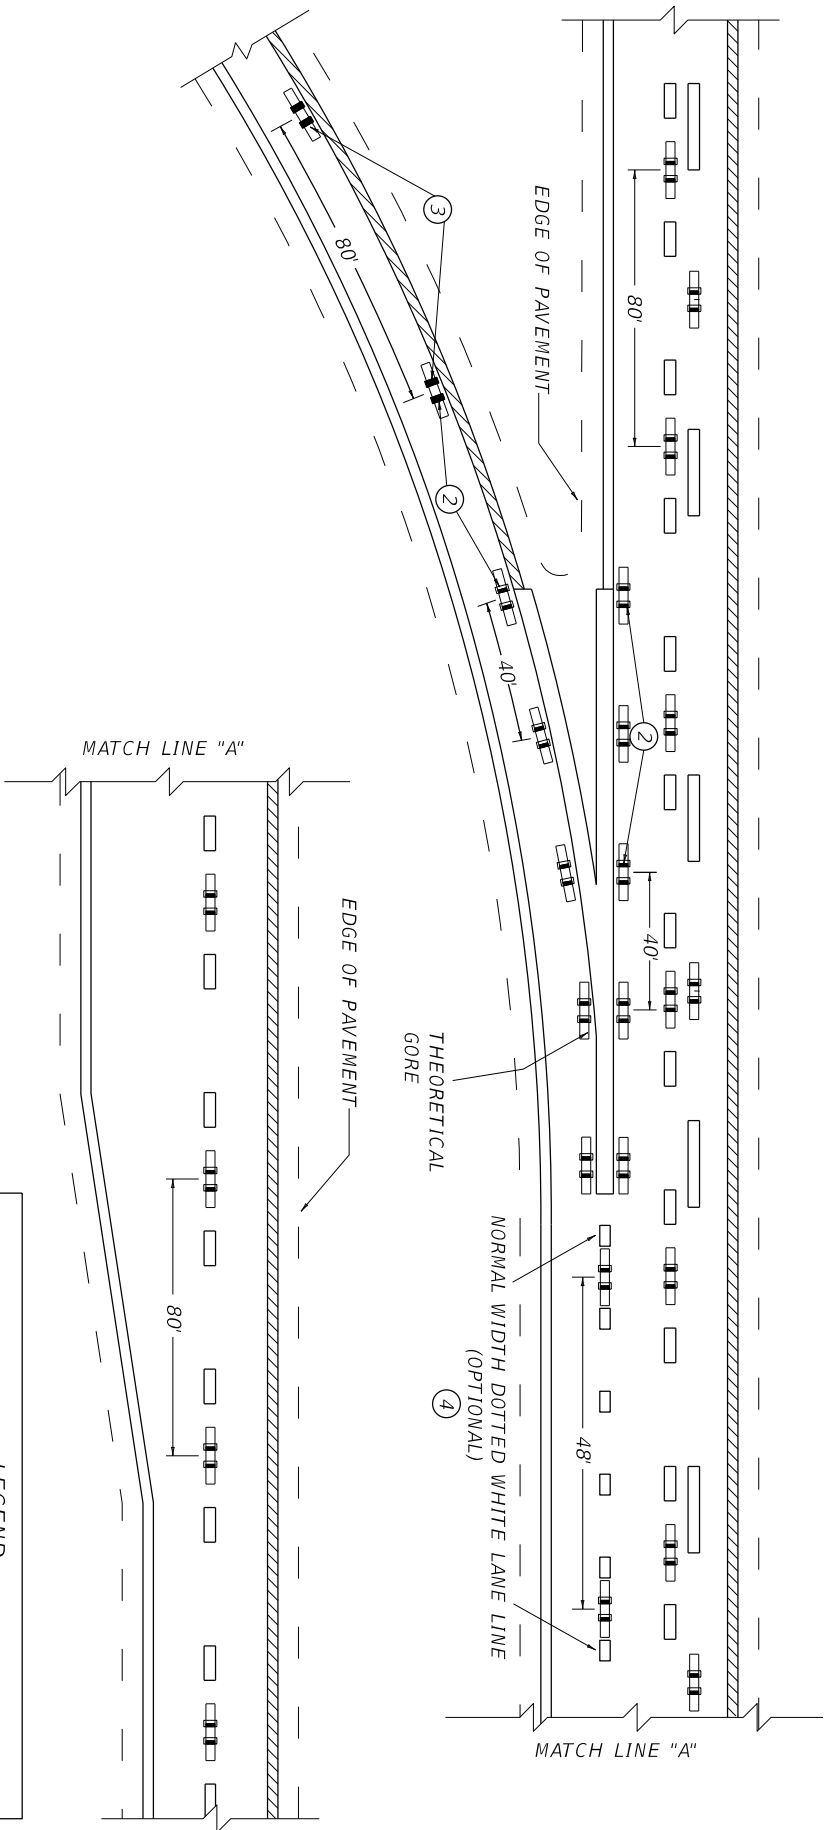 EDGE OF PAVEMENT
80'
3
80'
2
40'
2
40'
THEORETICAL
GORE
NORMAL WIDTH DOTTED WHITE LANE LINE
(OPTIONAL)
4
48'
MATCH LINE "A"
MATCH LINE "A"
EDGE OF PAVEMENT
80'